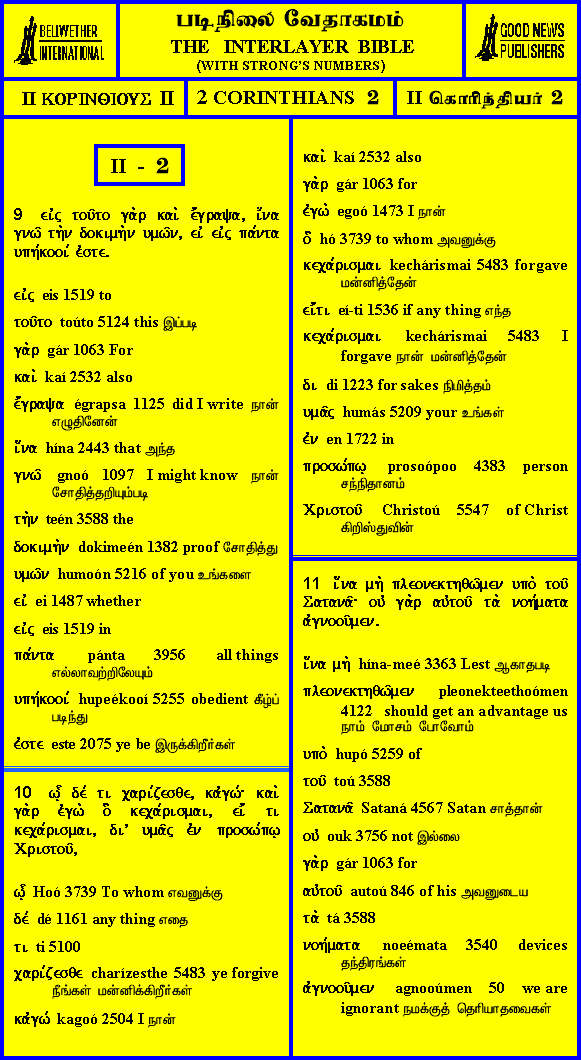 BELIWETHER
INTERNATIONAL
படிநிலை வேதாகமம்
THE INTERLAYER BIBLE
(WITH STRONG'S NUMBERS)
GOOD NEWS
PUBLISHERS
II ΚΟΡΙΝΘΙΟΥΣ II
2 CORINTHIANS 2
II கொரிந்தியர் 2
II - 2
9 εἰς τοῦτο γὰρ καὶ ἔγραψα, ἵνα
γνῶ τὴν δοκιμὴν υμῶν, εἰ εἰς πάντα
υπήκοοί ἐστε.
εἰς eis 1519 to
τοῦτο toúto 5124 this இப்படி
γὰρ gár 1063 For
καὶ kaí 2532 also
ἔγραψα égrapsa 1125 did I write நான்
எழுதினேன்
ἵνα hína 2443 that அந்த
γνῶ gnoó 1097 I might know நான்
சோதித்தறியும்படி
τὴν teén 3588 the
δοκιμὴν dokimeén 1382 proof சோதித்து
υμῶν humoón 5216 of you உங்களை
εἰ ei 1487 whether
εἰς eis 1519 in
πάντα pánta 3956 all things
எல்லாவற்றிலேயும்
υπήκοοί hupeékooí 5255 obedient கீழ்ப்
படிந்து
ἐστε este 2075 ye be இருக்கிறீர்கள்
10 ᾧ δέ τι χαρίζεσθε, κἀγώ· καὶ
γὰρ ἐγὼ ὃ κεχάρισμαι, εἴ τι
κεχάρισμαι, δι' υμᾶς ἐν προσώπῳ
Χριστοῦ,
ᾧ Hoó 3739 To whom எவனுக்கு
δέ dé 1161 any thing எதை
τι ti 5100
χαρίζεσθε charízesthe 5483 ye forgive
நீங்கள் மன்னிக்கிறீர்கள்
κἀγώ kagoó 2504 I நான்
καὶ kaí 2532 also
γὰρ gár 1063 for
ἐγὼ egoó 1473 I நான்
ὃ hó 3739 to whom அவனுக்கு
κεχάρισμαι kechárismai 5483 forgave
மன்னித்தேன்
εἴτι eí-ti 1536 if any thing எந்த
κεχάρισμαι kechárismai 5483 I
forgave நான் மன்னித்தேன்
δι di 1223 for sakes நிமித்தம்
υμᾶς humás 5209 your உங்கள்
ἐν en 1722 in
προσώπῳ prosoópoo 4383 person
சந்நிதானம்
Χριστοῦ Christoú 5547 of Christ
கிறிஸ்துவின்
11 ἵνα μὴ πλεονεκτηθῶμεν υπὸ τοῦ
Σατανᾶ· οὐ γὰρ αὐτοῦ τὰ νοήματα
ἀγνοοῦμεν.
ἵνα μὴ hína-meé 3363 Lest ஆகாதபடி
πλεονεκτηθῶμεν pleonekteethoómen
4122 should get an advantage us
நாம் மோசம் போவோம்
υπὸ hupó 5259 of
τοῦ toú 3588
Σατανᾶ Sataná 4567 Satan சாத்தான்
οὐ ouk 3756 not இல்லை
γὰρ gár 1063 for
αὐτοῦ autoú 846 of his அவனுடைய
τὰ tá 3588
νοήματα noeémata 3540 devices
தந்திரங்கள்
ἀγνοοῦμεν agnooúmen 50 we are
ignorant நமக்குத் தெரியாதவைகள்